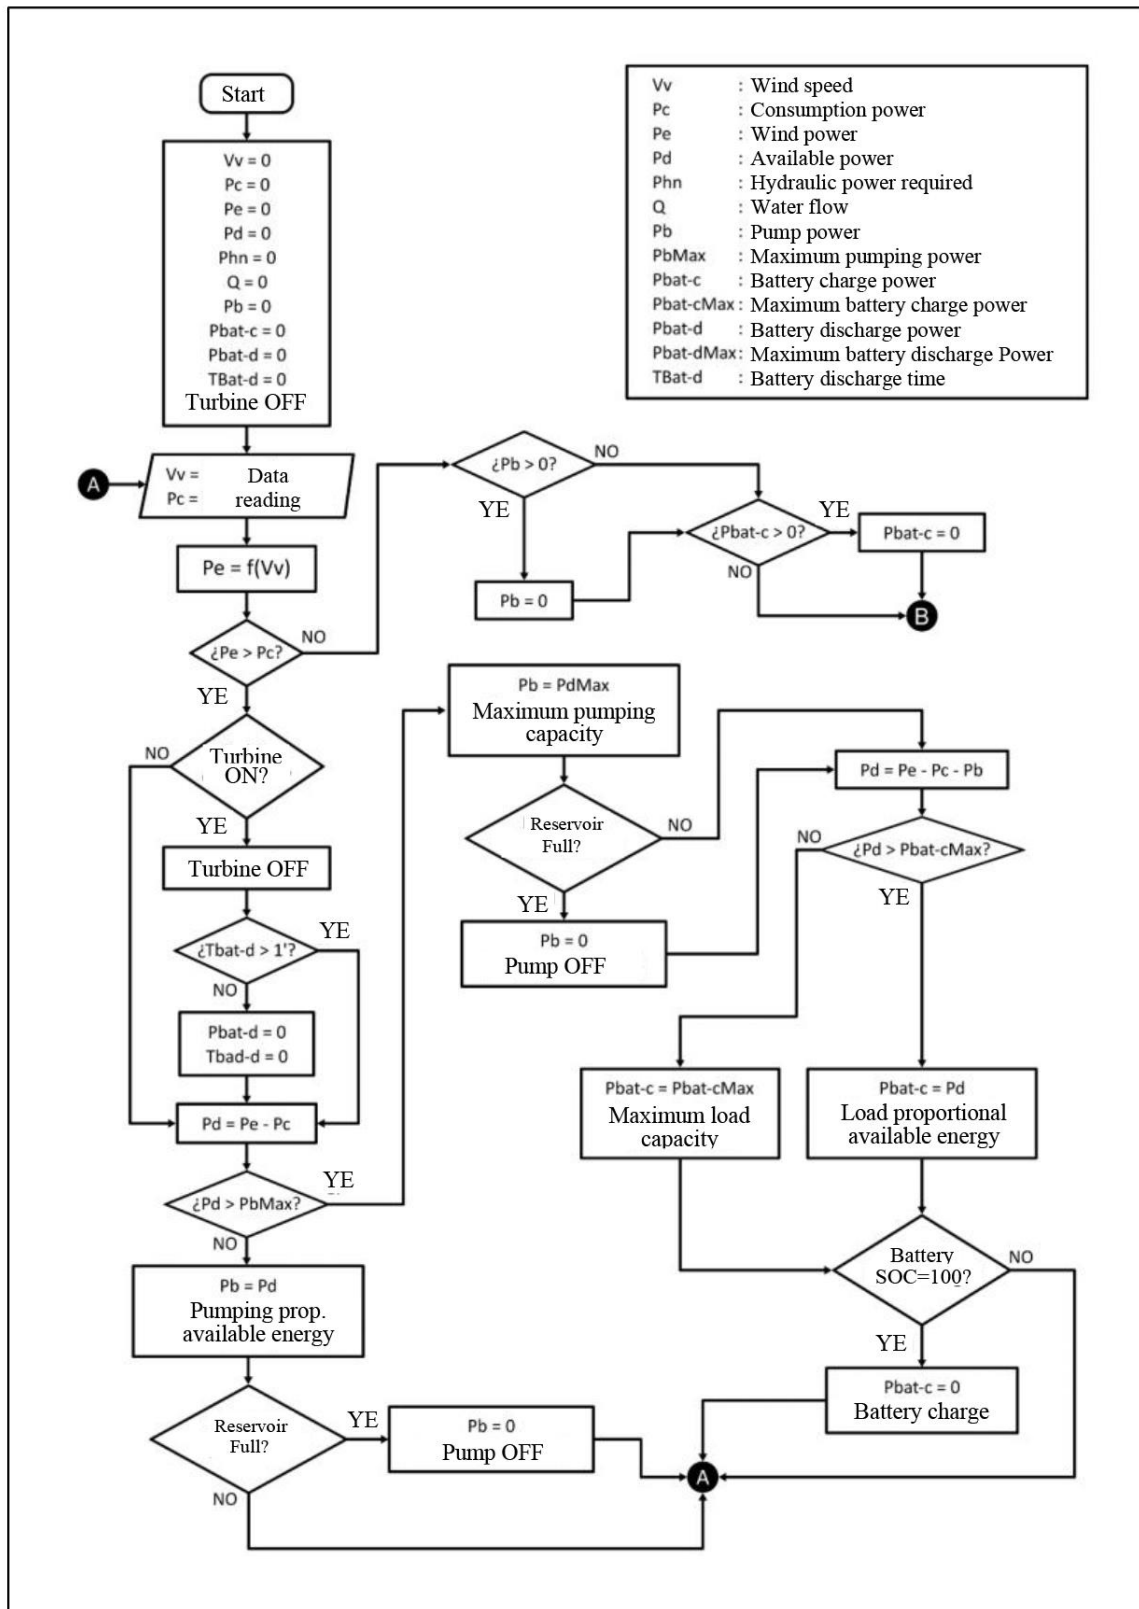 Start
Vv = 0
Pc = 0
Pe = 0
Pd = 0
Phn = 0
Q = 0
Pb = 0
Pbat-c = 0
Pbat-d = 0
TBat-d = 0
Turbine OFF
Vv : Wind speed
Pc : Consumption power
Pe : Wind power
Pd : Available power
Phn : Hydraulic power required
Q : Water flow
Pb : Pump power
PbMax : Maximum pumping power
Pbat-c : Battery charge power
Pbat-cMax : Maximum battery charge power
Pbat-d : Battery discharge power
Pbat-dMax : Maximum battery discharge Power
TBat-d : Battery discharge time
A
Vv = Data
Pc = reading
Pe = f(Vv)
¿Pe > Pc?
NO
YE
¿Pb > 0?
NO
YE
Pb = 0
¿Pbat-c > 0?
YE
NO
Pbat-c = 0
B
Turbine
ON?
NO
YE
Turbine OFF
¿Tbat-d > 1'?
YE
NO
Pbat-d = 0
Tbad-d = 0
Pd = Pe - Pc
¿Pd > PbMax?
YE
NO
Pb = Pd
Pumping prop.
available energy
Reservoir
Full?
YE
NO
Pb = 0
Pump OFF
Pb = PdMax
Maximum pumping
capacity
Reservoir
Full?
NO
YE
Pb = 0
Pump OFF
Pd = Pe - Pc - Pb
¿Pd > Pbat-cMax?
NO
YE
Pbat-c = Pbat-cMax
Maximum load
capacity
Pbat-c = Pd
Load proportional
available energy
Battery
SOC=100?
NO
YE
Pbat-c = 0
Battery charge
A